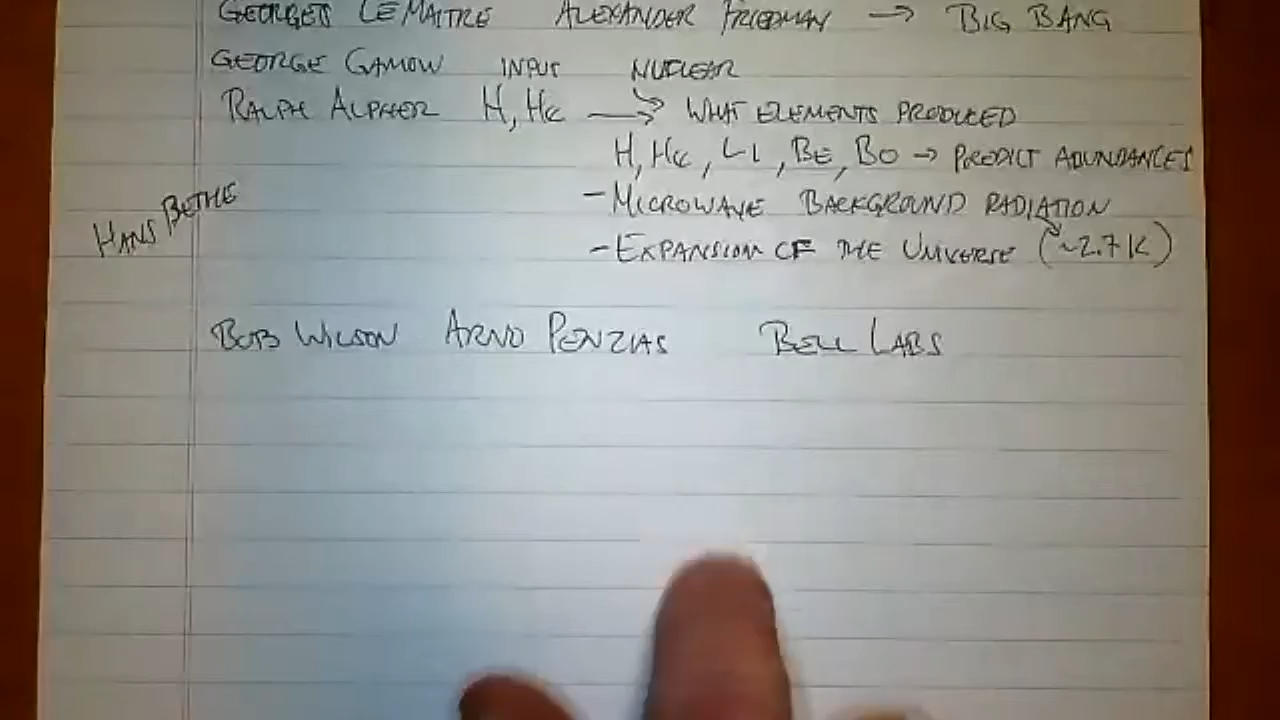 GEORGES LEMAITRE ALEXANDER FRIEDMAN → BIG BANG
GEORGE GAMOW INPUT NUCLEAR
RALPH ALPHER H, He → WHAT ELEMENTS PRODUCED
H, He, LI, BE, BO → PREDICT ABUNDANCES
HANS BETHE
- MICROWAVE BACKGROUND RADIATION
- EXPANSION OF THE UNIVERSE (~2.7K)
BOB WILSON ARNO PENZIAS BELL LABS